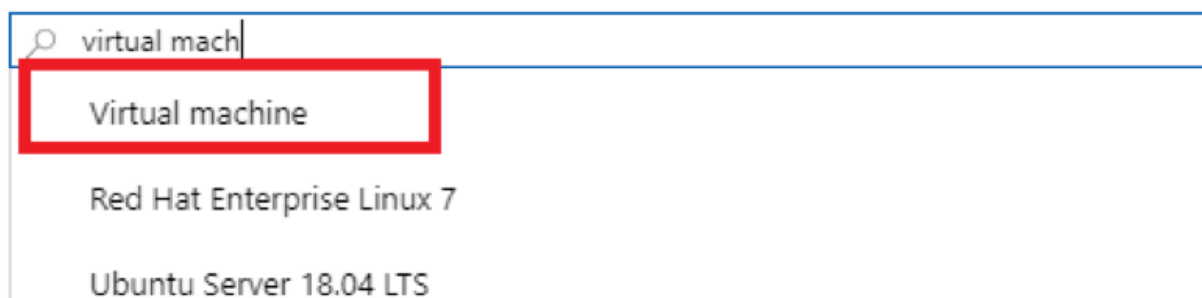 virtual mach
Virtual machine
Red Hat Enterprise Linux 7
Ubuntu Server 18.04 LTS